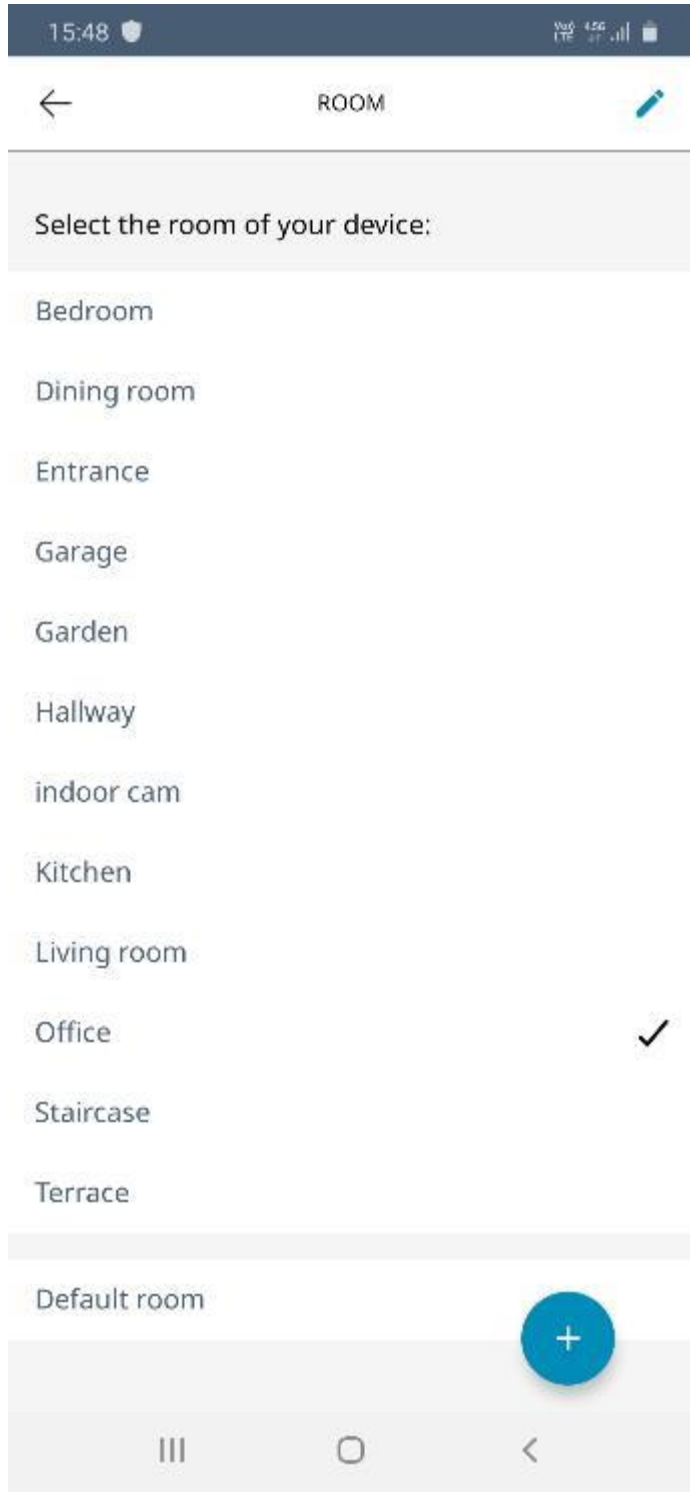 15:48
ROOM
Select the room of your device:
Bedroom
Dining room
Entrance
Garage
Garden
Hallway
indoor cam
Kitchen
Living room
Office
Staircase
Terrace
Default room